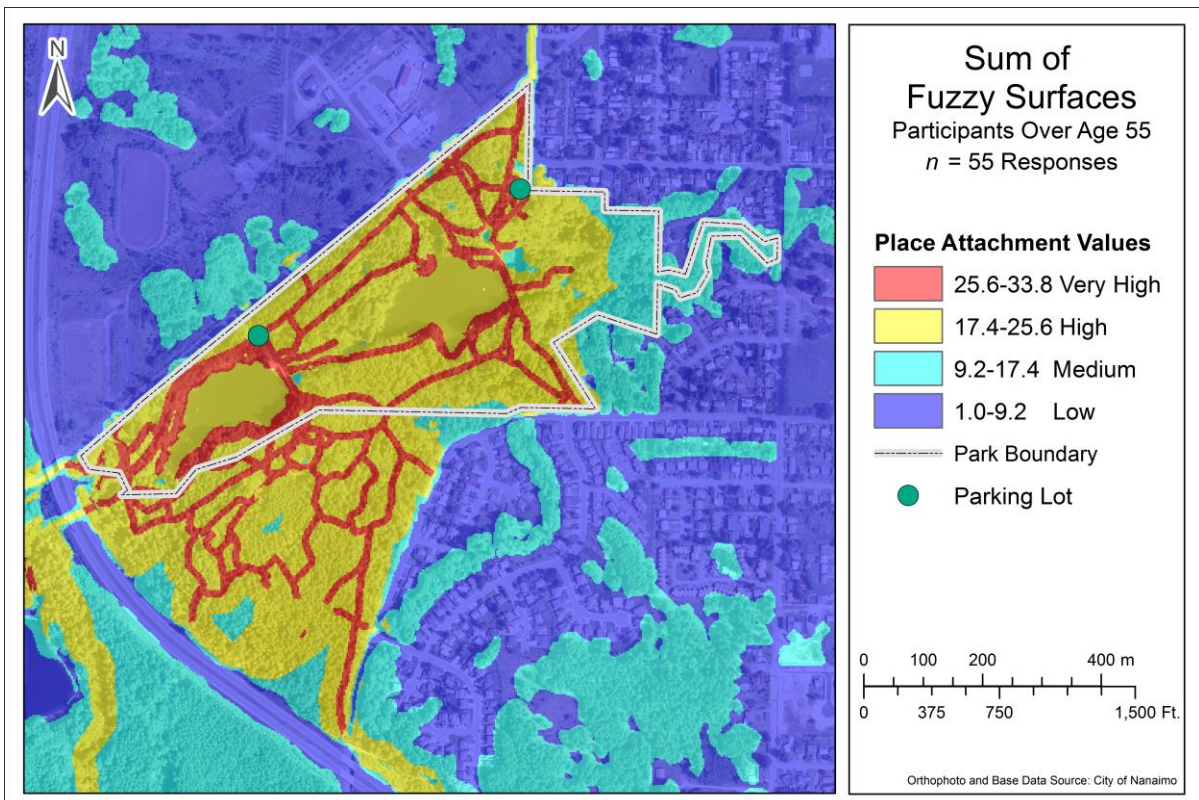 N
Sum of
Fuzzy Surfaces
Participants Over Age 55
n = 55 Responses
Place Attachment Values
25.6-33.8 Very High
17.4-25.6 High
9.2-17.4 Medium
1.0-9.2 Low
Park Boundary
Parking Lot
0 100 200 400 m
0 375 750 1,500 Ft.
Orthophoto and Base Data Source: City of Nanaimo